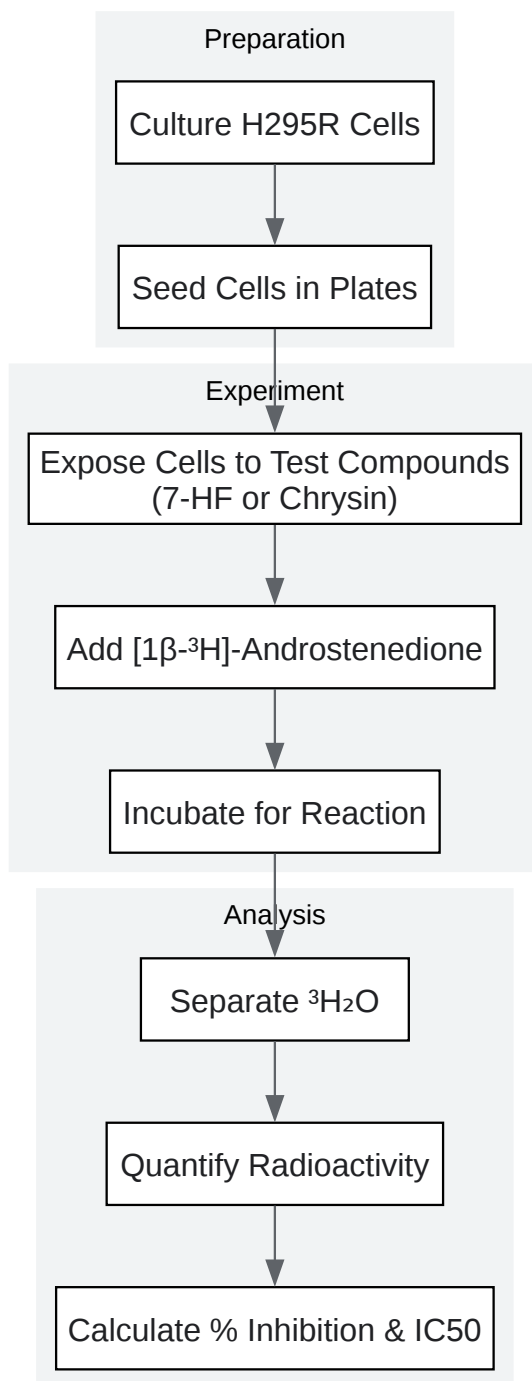 Preparation
Culture H295R Cells
Seed Cells in Plates
Experiment
Expose Cells to Test Compounds
(7-HF or Chrysin)
Add [1β-³H]-Androstenedione
Incubate for Reaction
Analysis
Separate ³H₂O
Quantify Radioactivity
Calculate % Inhibition & IC50